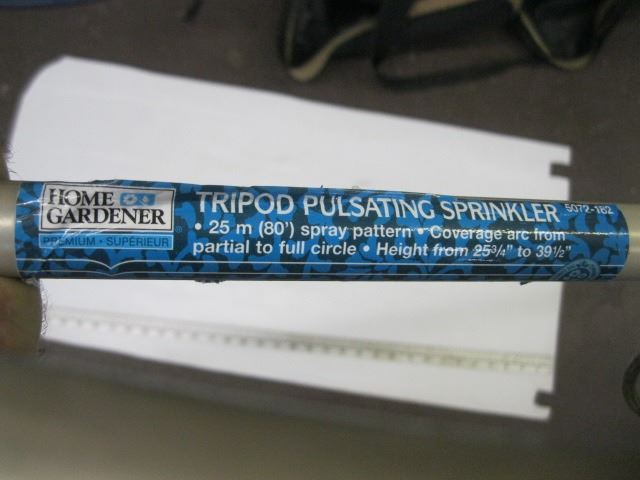 HOME
GARDENER
PREMIUM • SUPÉRIEUR
TRIPOD PULSATING SPRINKLER 5072-182
• 25 m (80') spray pattern • Coverage arc from
partial to full circle • Height from 25¾" to 39½"